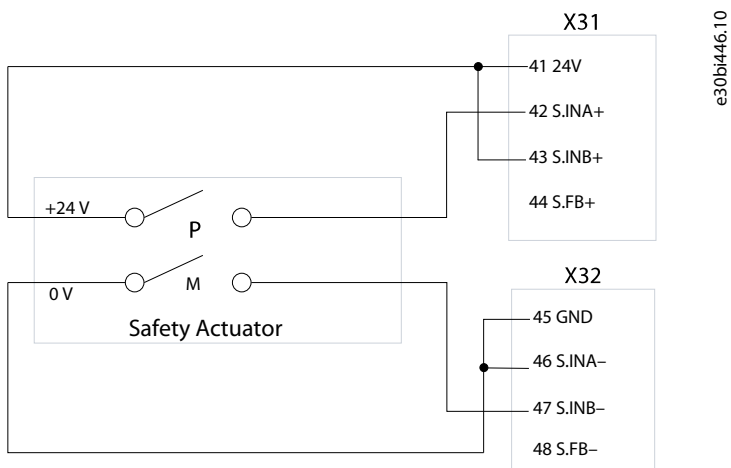 X31
e30bi446.10
41 24V
42 S.INA+
43 S.INB+
44 S.FB+
+24 V
P
0 V
M
Safety Actuator
X32
45 GND
46 S.INA–
47 S.INB–
48 S.FB–